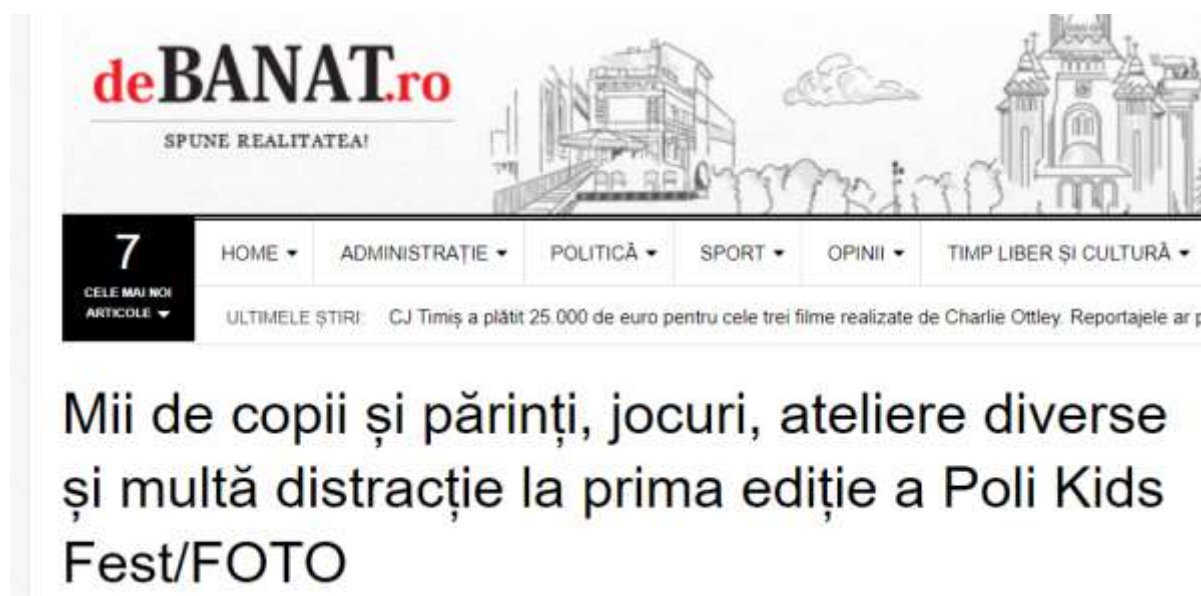 deBANAT.ro
SPUNE REALITATEA!
7
CELE MAI NOI
ARTICOLE
HOME ADMINISTRAȚIE POLITICĂ SPORT OPINII TIMP LIBER ȘI CULTURĂ
ULTIMELE ȘTIRI: CJ Timiș a plătit 25.000 de euro pentru cele trei filme realizate de Charlie Ottley. Reportajele ar
Mii de copii și părinți, jocuri, ateliere diverse
și multă distracție la prima ediție a Poli Kids
Fest/FOTO